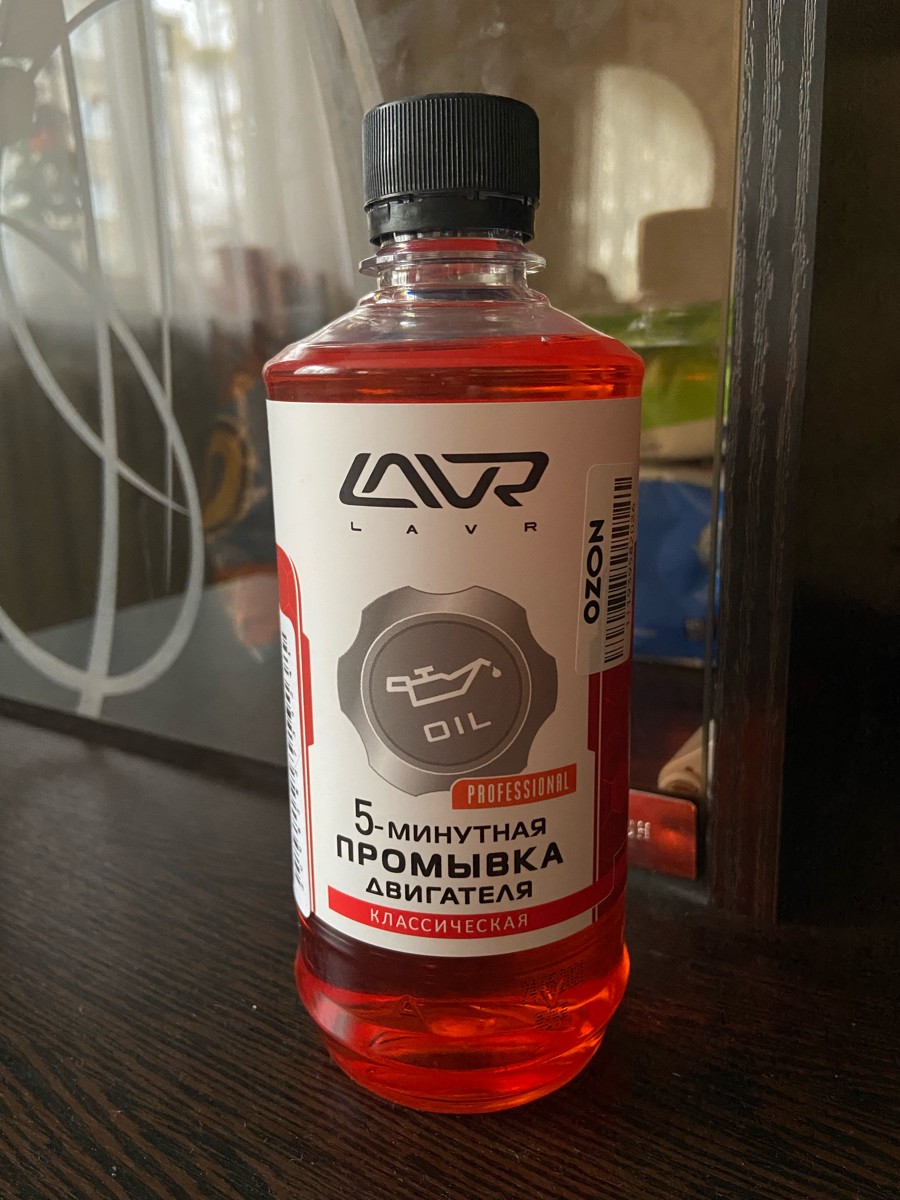 LAVR
LAVR
OZON
OIL
PROFESSIONAL
5-МИНУТНАЯ
ПРОМЫВКА
ДВИГАТЕЛЯ
КЛАССИЧЕСКАЯ